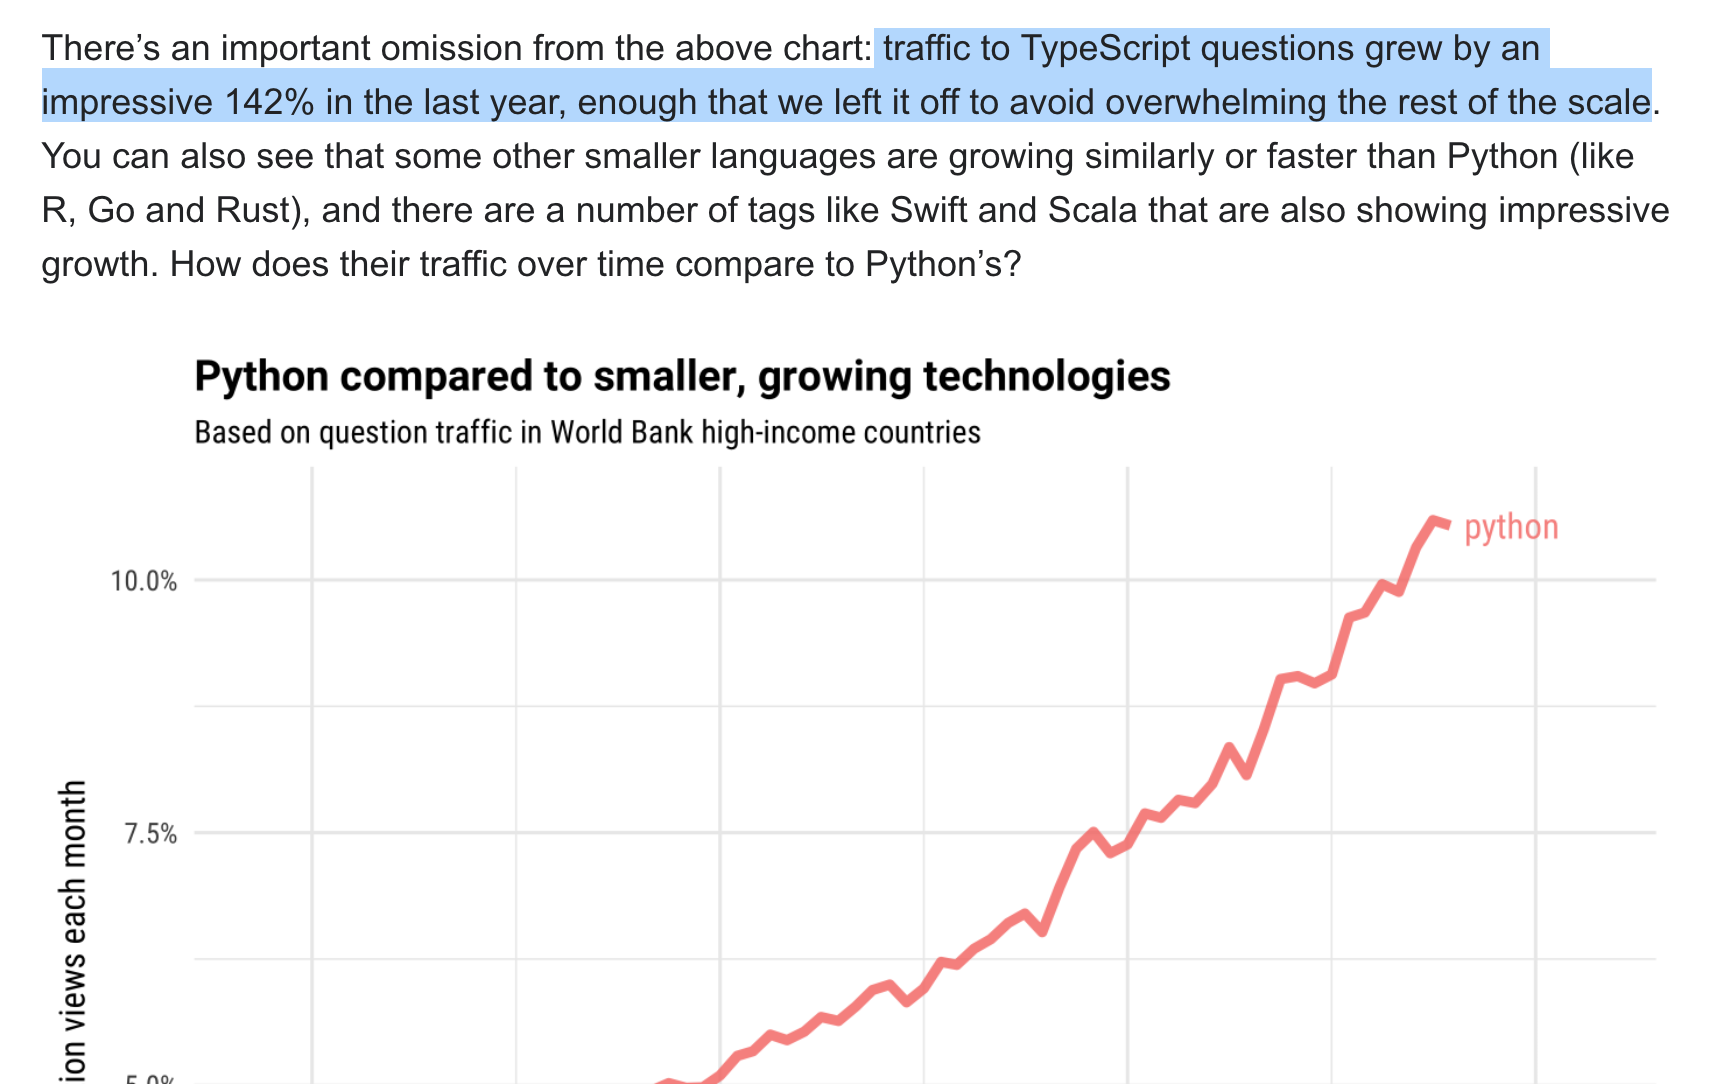 There’s an important omission from the above chart: traffic to TypeScript questions grew by an
impressive 142% in the last year, enough that we left it off to avoid overwhelming the rest of the scale.
You can also see that some other smaller languages are growing similarly or faster than Python (like
R, Go and Rust), and there are a number of tags like Swift and Scala that are also showing impressive
growth. How does their traffic over time compare to Python’s?
Python compared to smaller, growing technologies
Based on question traffic in World Bank high-income countries
python
10.0%
7.5%
5.0%
ion views each month